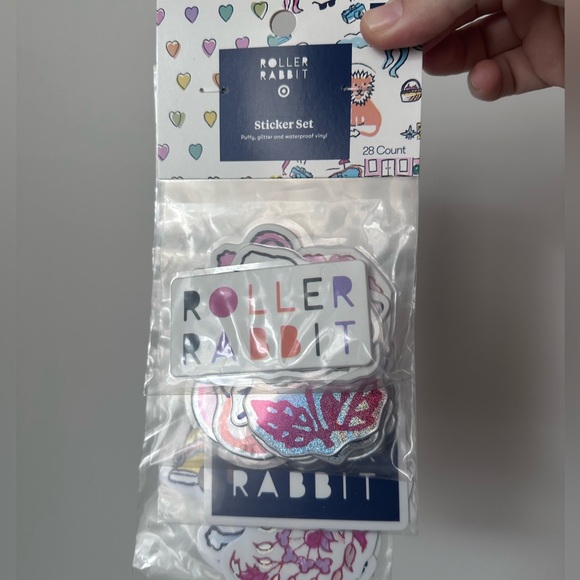 ROLLER
RABBIT
Sticker Set
Puffy, glitter and waterproof vinyl
28 Count
ROLLER
RABBIT
RABBIT